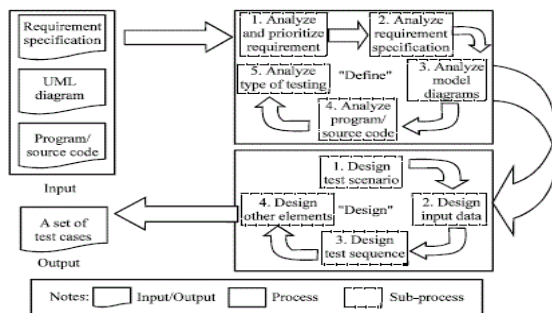 Requirement
specification
UML
diagram
Program/
source code
Input
1. Analyze
and prioritize
requirement
2. Analyze
requirement
specification
5. Analyze
type of testing
"Define"
3. Analyze
model
diagrams
4. Analyze
program/
source code
1. Design
test scenario
4. Design
other elements
"Design"
2. Design
input data
3. Design
test sequence
A set of
test cases
Output
Notes:
Input/Output
Process
Sub-process